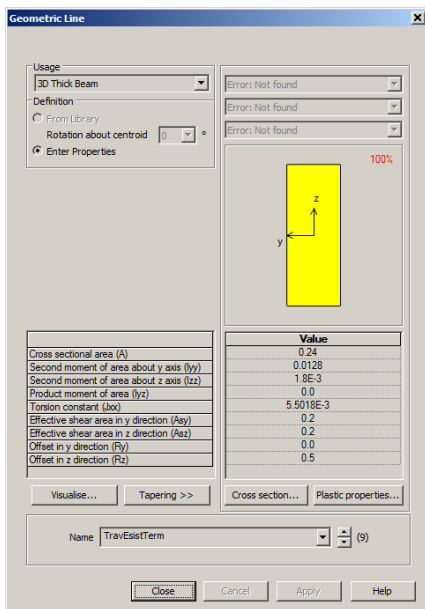 Geometric Line
Usage
3D Thick Beam
Definition
From Library
Rotation about centroid 0 °
Enter Properties
Error: Not found
Error: Not found
Error: Not found
100%
z
y
Value
Cross sectional area (A) 0.24
Second moment of area about y axis (Iyy) 0.0128
Second moment of area about z axis (Izz) 1.8E-3
Product moment of area (Iyz) 0.0
Torsion constant (Jxx) 5.5018E-3
Effective shear area in y direction (Asy) 0.2
Effective shear area in z direction (Asz) 0.2
Offset in y direction (Ry) 0.0
Offset in z direction (Rz) 0.5
Visualise... Tapering >> Cross section... Plastic properties...
Name TravEsistTerm (9)
Close Cancel Apply Help